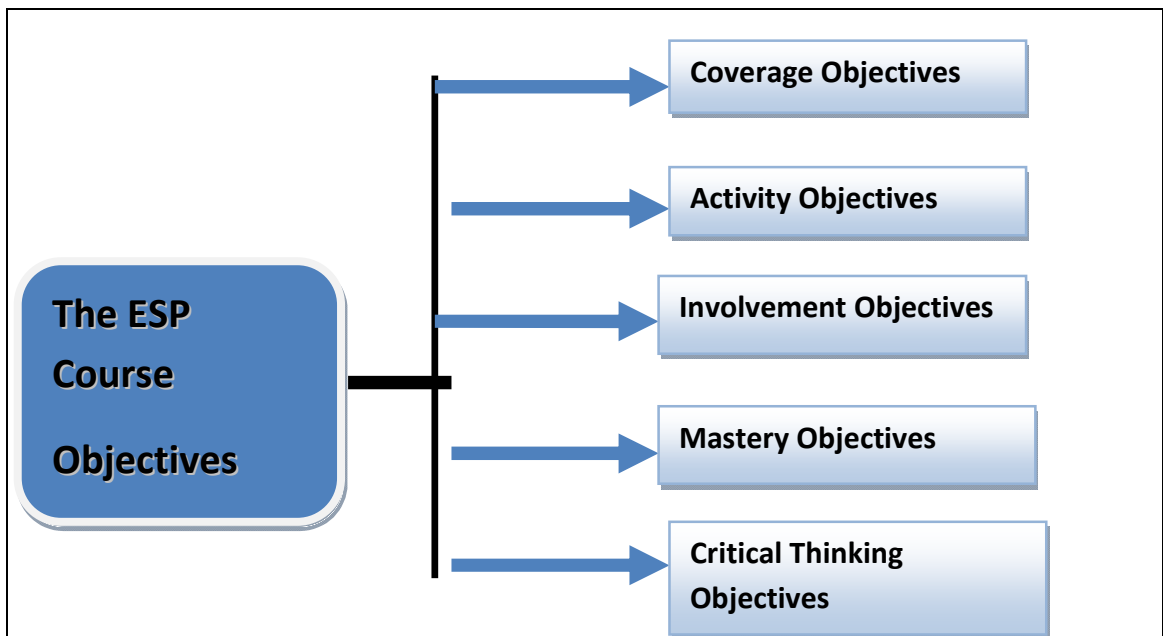 The ESP
Course
Objectives
Coverage Objectives
Activity Objectives
Involvement Objectives
Mastery Objectives
Critical Thinking
Objectives